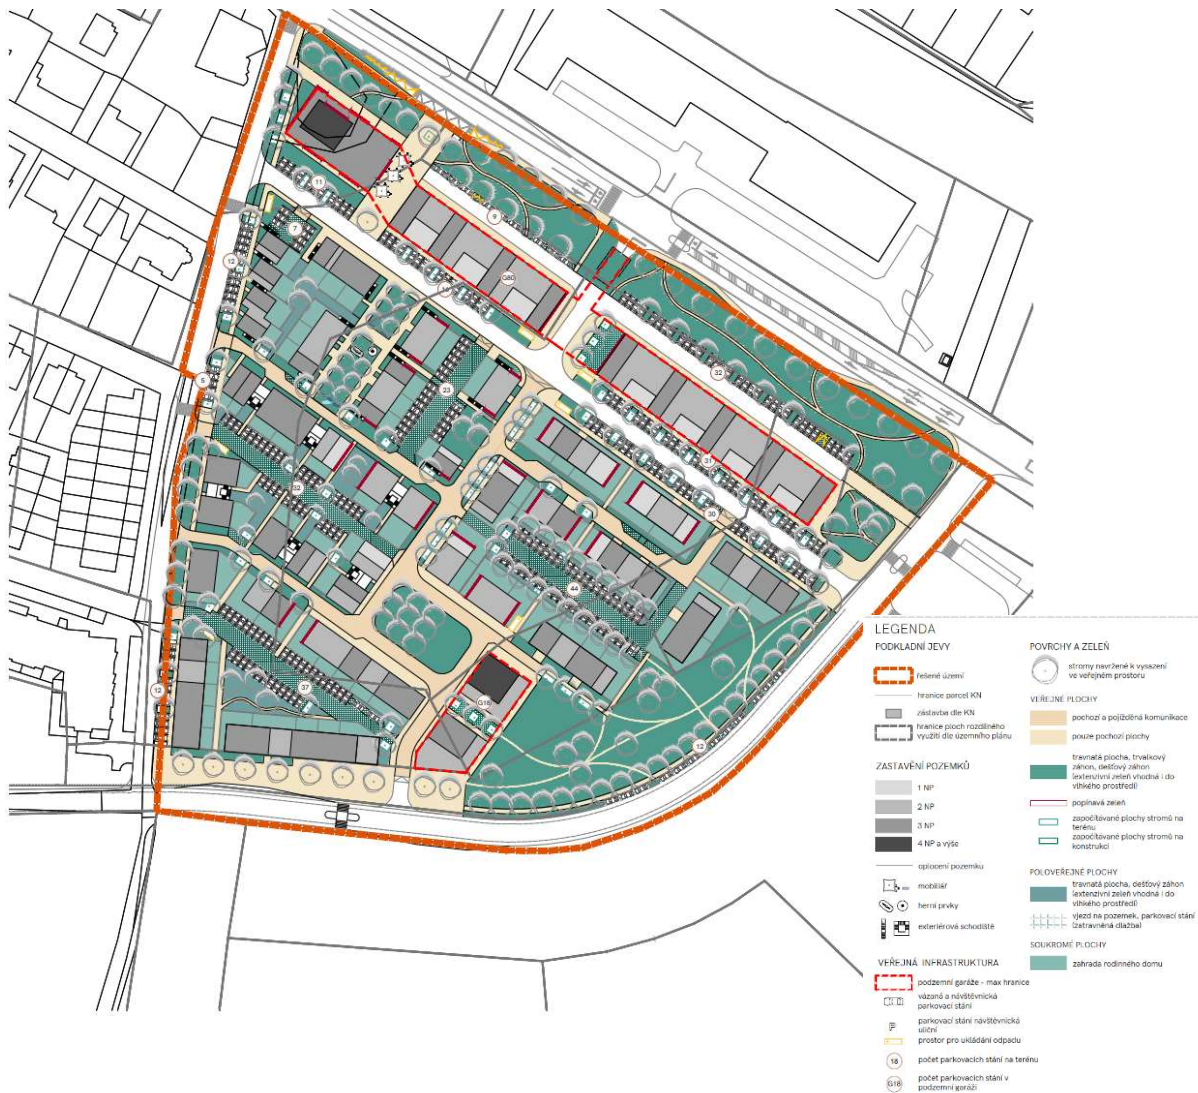 11
9
7
12
G80
5
23
32
32
31
30
44
37
G18
12
12
LEGENDA
PODKLADNÍ JEVY
řešené území
hranice parcel KN
zástavba dle KN
hranice ploch rozdílného
využití dle územního plánu
ZASTAVĚNÍ POZEMKŮ
1 NP
2 NP
3 NP
4 NP a výše
oplocení pozemku
mobiliář
herní prvky
exteriérová schodiště
VEŘEJNÁ INFRASTRUKTURA
podzemní garáže - max hranice
vázaná a návštěvnická
parkovací stání
P
parkovací stání návštěvnická
uliční
prostor pro ukládání odpadu
18
počet parkovacích stání na terénu
G18
počet parkovacích stání v
podzemní garáži
POVRCHY A ZELEŇ
stromy navržené k vysazení
ve veřejném prostoru
VEŘEJNÉ PLOCHY
pochozí a pojížděná komunikace
pouze pochozí plochy
travnatá plocha, trvalkový
záhon, dešťový záhon
(extenzivní zeleň vhodná i do
vlhkého prostředí)
popínavá zeleň
započítávané plochy stromů na
terénu
započítávané plochy stromů na
konstrukci
POLOVEŘEJNÉ PLOCHY
travnatá plocha, dešťový záhon
(extenzivní zeleň vhodná i do
vlhkého prostředí)
vjezd na pozemek, parkovací stání
(zatravněná dlažba)
SOUKROMÉ PLOCHY
zahrada rodinného domu